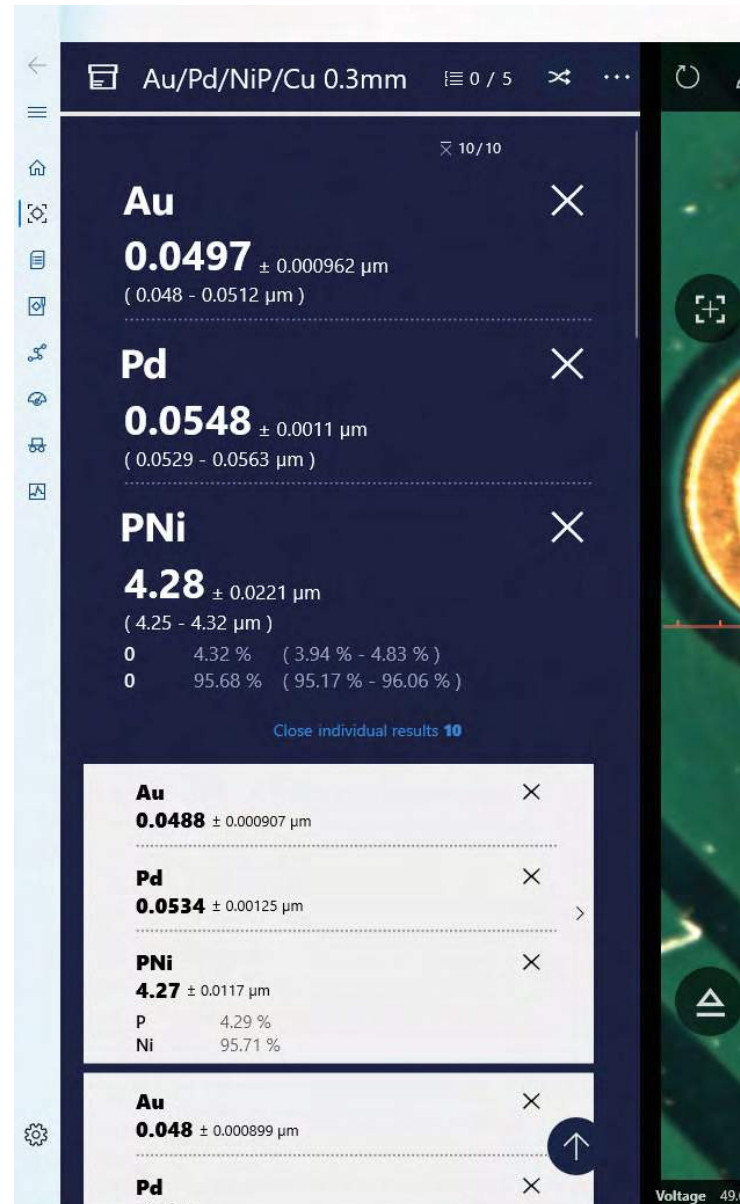 Au/Pd/NiP/Cu 0.3mm 0 / 5 ...
10/10
Au
0.0497 ± 0.000962 µm
( 0.048 - 0.0512 µm )
Pd
0.0548 ± 0.0011 µm
( 0.0529 - 0.0563 µm )
PNi
4.28 ± 0.0221 µm
( 4.25 - 4.32 µm )
0 4.32 % ( 3.94 % - 4.83 % )
0 95.68 % ( 95.17 % - 96.06 % )
Close individual results 10
Au
0.0488 ± 0.000907 µm
Pd
0.0534 ± 0.00125 µm
PNi
4.27 ± 0.0117 µm
P 4.29 %
Ni 95.71 %
Au
0.048 ± 0.000899 µm
Pd
Voltage 49.